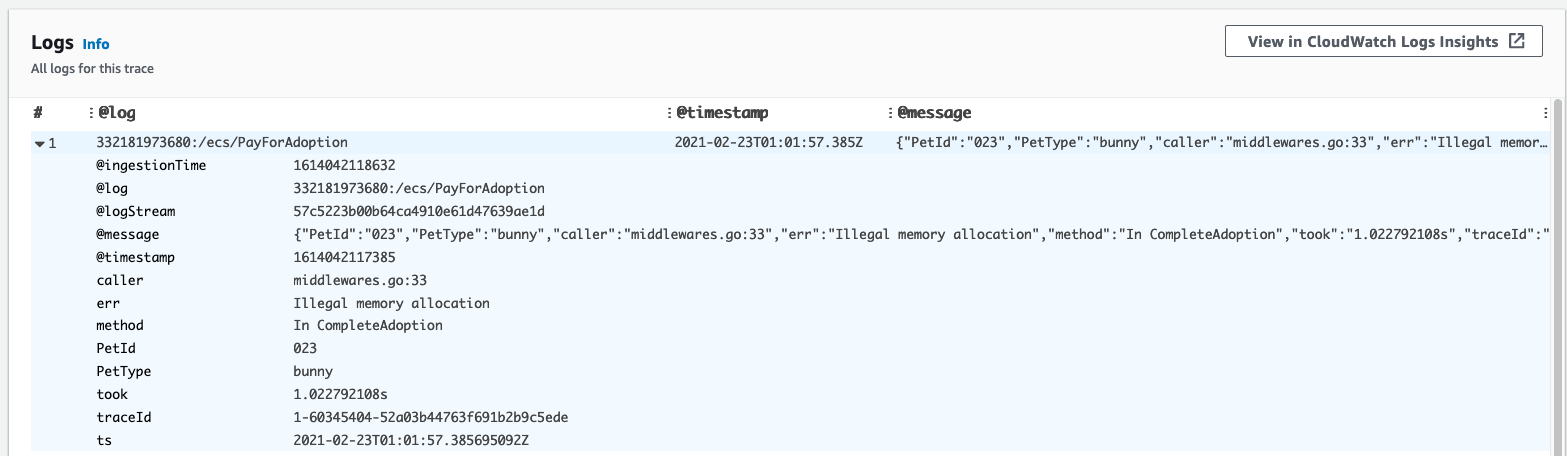 Logs Info
View in CloudWatch Logs Insights
All logs for this trace
# @log @timestamp @message
1 332181973680:/ecs/PayForAdoption 2021-02-23T01:01:57.385Z {"PetId":"023","PetType":"bunny","caller":"middlewares.go:33","err":"Illegal memor…
@ingestionTime 1614042118632
@log 332181973680:/ecs/PayForAdoption
@logStream 57c5223b00b64ca4910e61d47639ae1d
@message {"PetId":"023","PetType":"bunny","caller":"middlewares.go:33","err":"Illegal memory allocation","method":"In CompleteAdoption","took":"1.022792108s","traceId":"
@timestamp 1614042117385
caller middlewares.go:33
err Illegal memory allocation
method In CompleteAdoption
PetId 023
PetType bunny
took 1.022792108s
traceId 1-60345404-52a03b44763f691b2b9c5ede
ts 2021-02-23T01:01:57.385695092Z